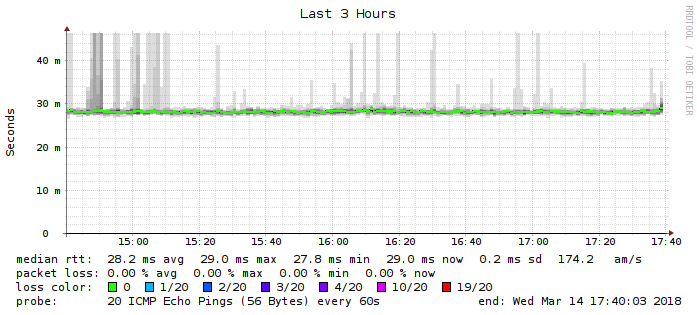 Last 3 Hours
RRDTOOL / TOBI OETIKER
Seconds
40 m
30 m
20 m
10 m
0
15:00 15:20 15:40 16:00 16:20 16:40 17:00 17:20 17:40
median rtt: 28.2 ms avg 29.0 ms max 27.8 ms min 29.0 ms now 0.2 ms sd 174.2 am/s
packet loss: 0.00 % avg 0.00 % max 0.00 % min 0.00 % now
loss color: 0 1/20 2/20 3/20 4/20 10/20 19/20
probe: 20 ICMP Echo Pings (56 Bytes) every 60s end: Wed Mar 14 17:40:03 2018